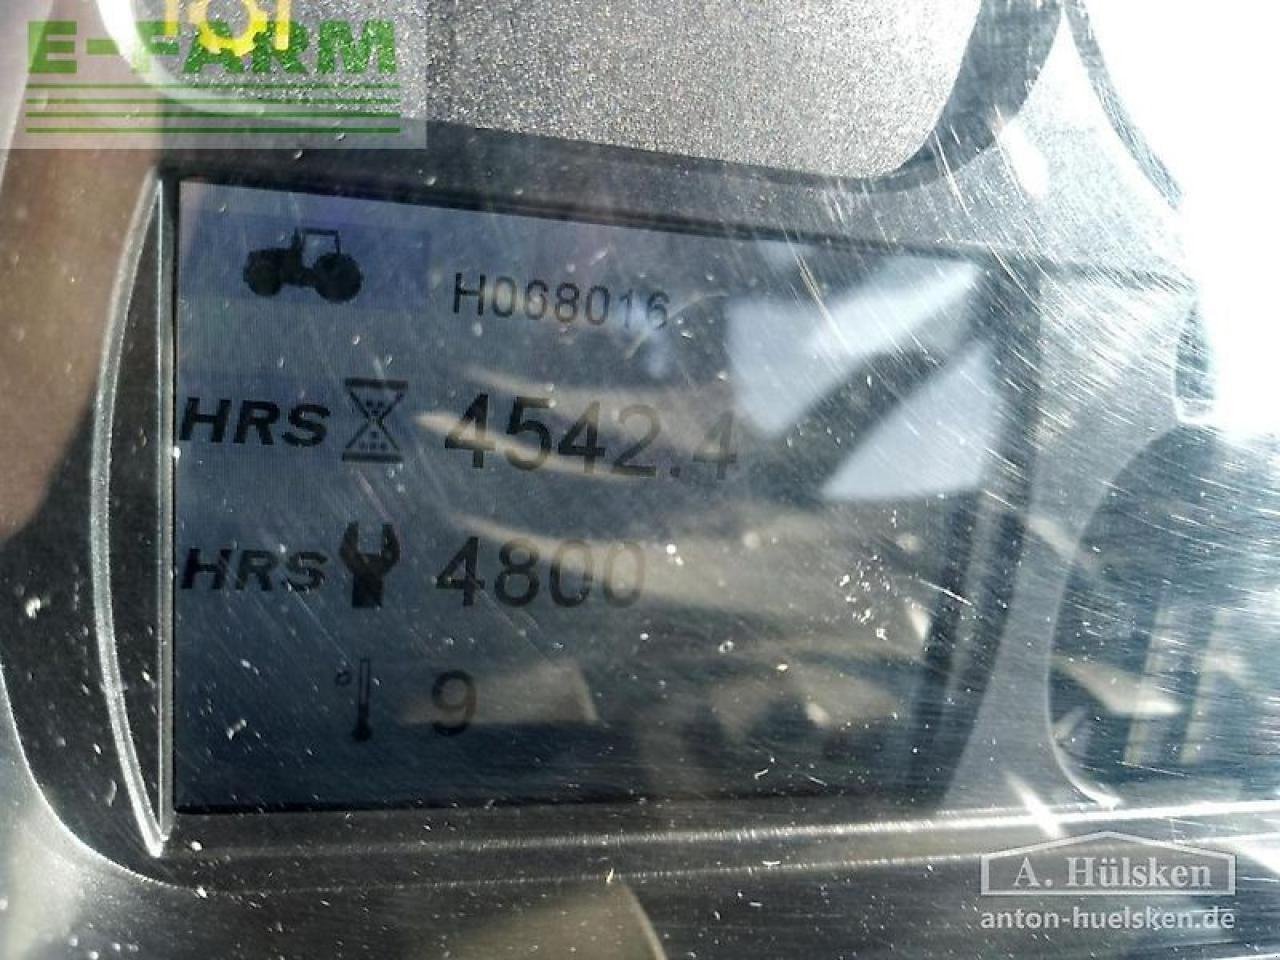 E-FARM
H068016
HRS 4542.4
HRS 4800
° 9
A. Hülsken
anton-huelsken.de